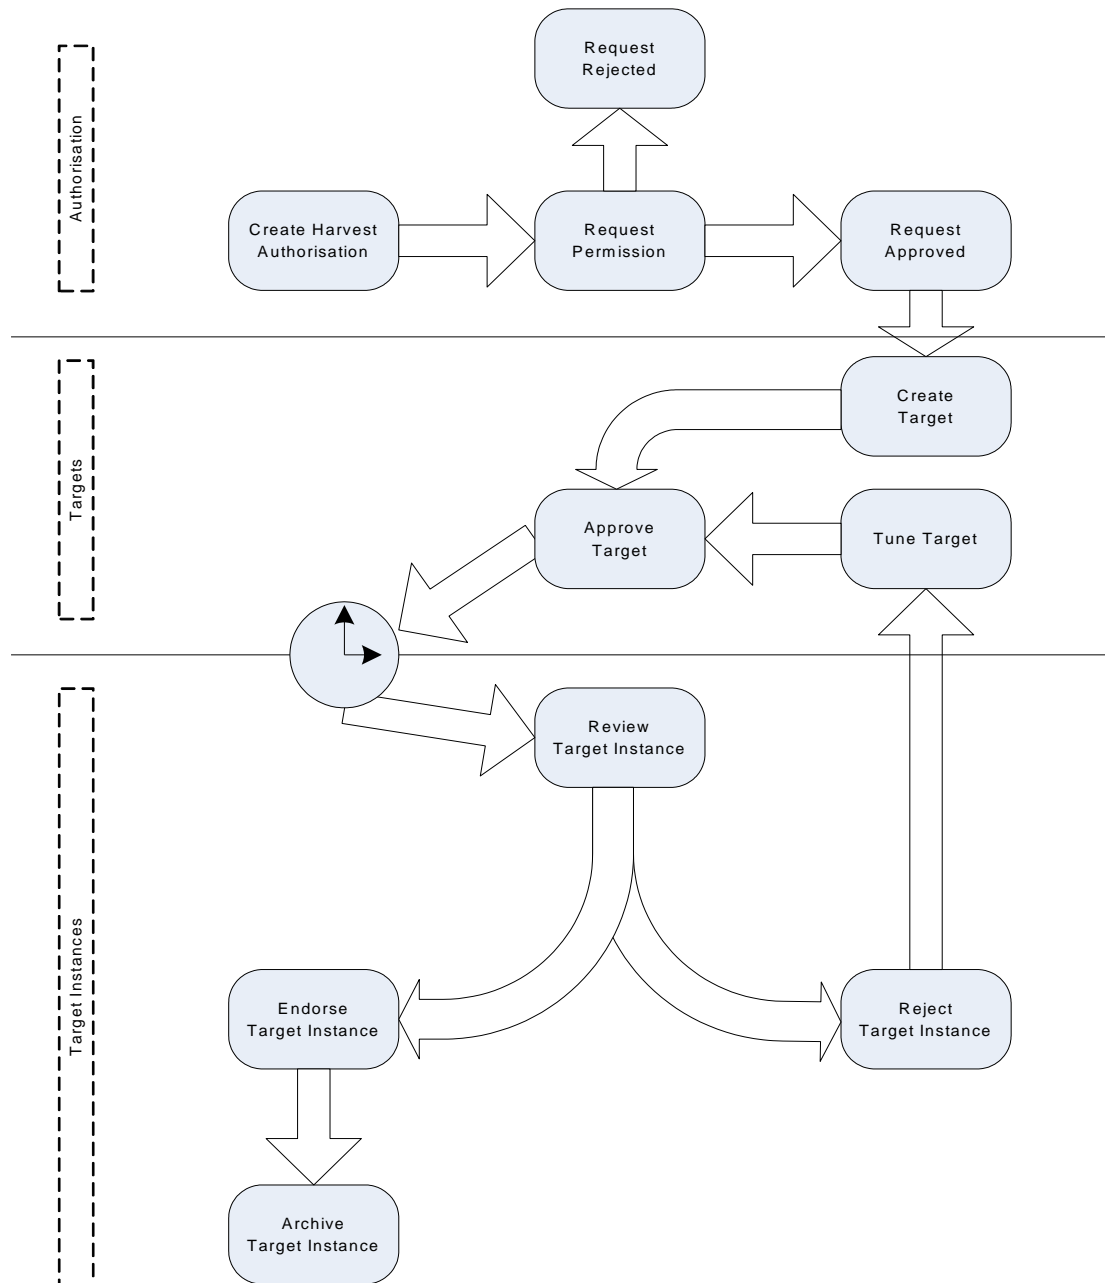 Request
Rejected
Authorisation
Create Harvest
Authorisation
Request
Permission
Request
Approved
Create
Target
Targets
Approve
Target
Tune Target
Review
Target Instance
Target Instances
Endorse
Target Instance
Reject
Target Instance
Archive
Target Instance